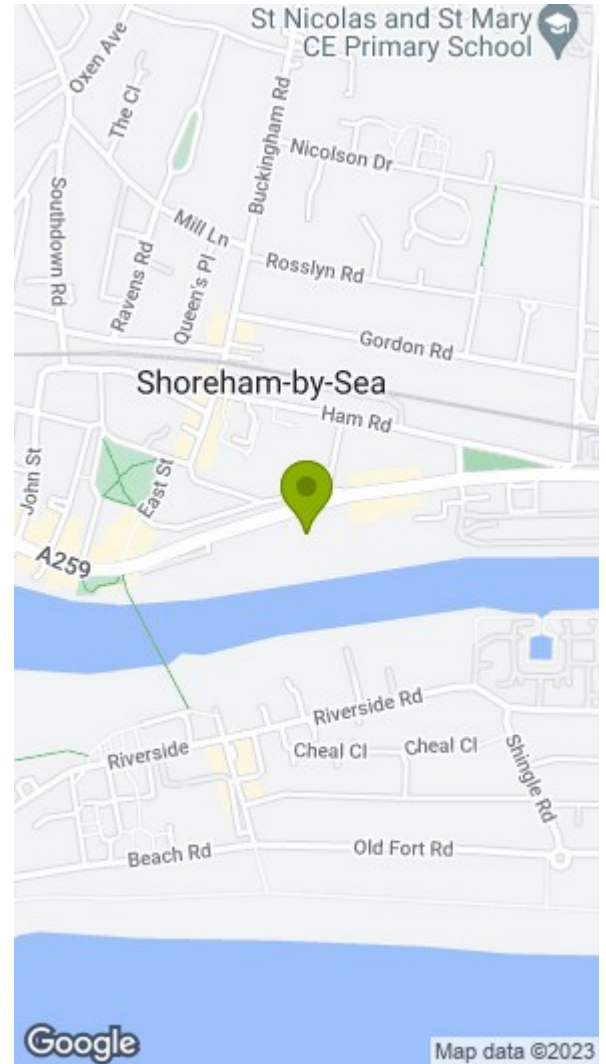 St Nicolas and St Mary
CE Primary School
Oxen Ave
The Cl
Buckingham Rd
Nicolson Dr
Southdown Rd
Mill Ln
Ravens Rd
Queen's Pl
Rosslyn Rd
Gordon Rd
Shoreham-by-Sea
Ham Rd
John St
East St
A259
Riverside Rd
Riverside
Cheal Cl
Cheal Cl
Shingle Rd
Beach Rd
Old Fort Rd
Google
Map data ©2023